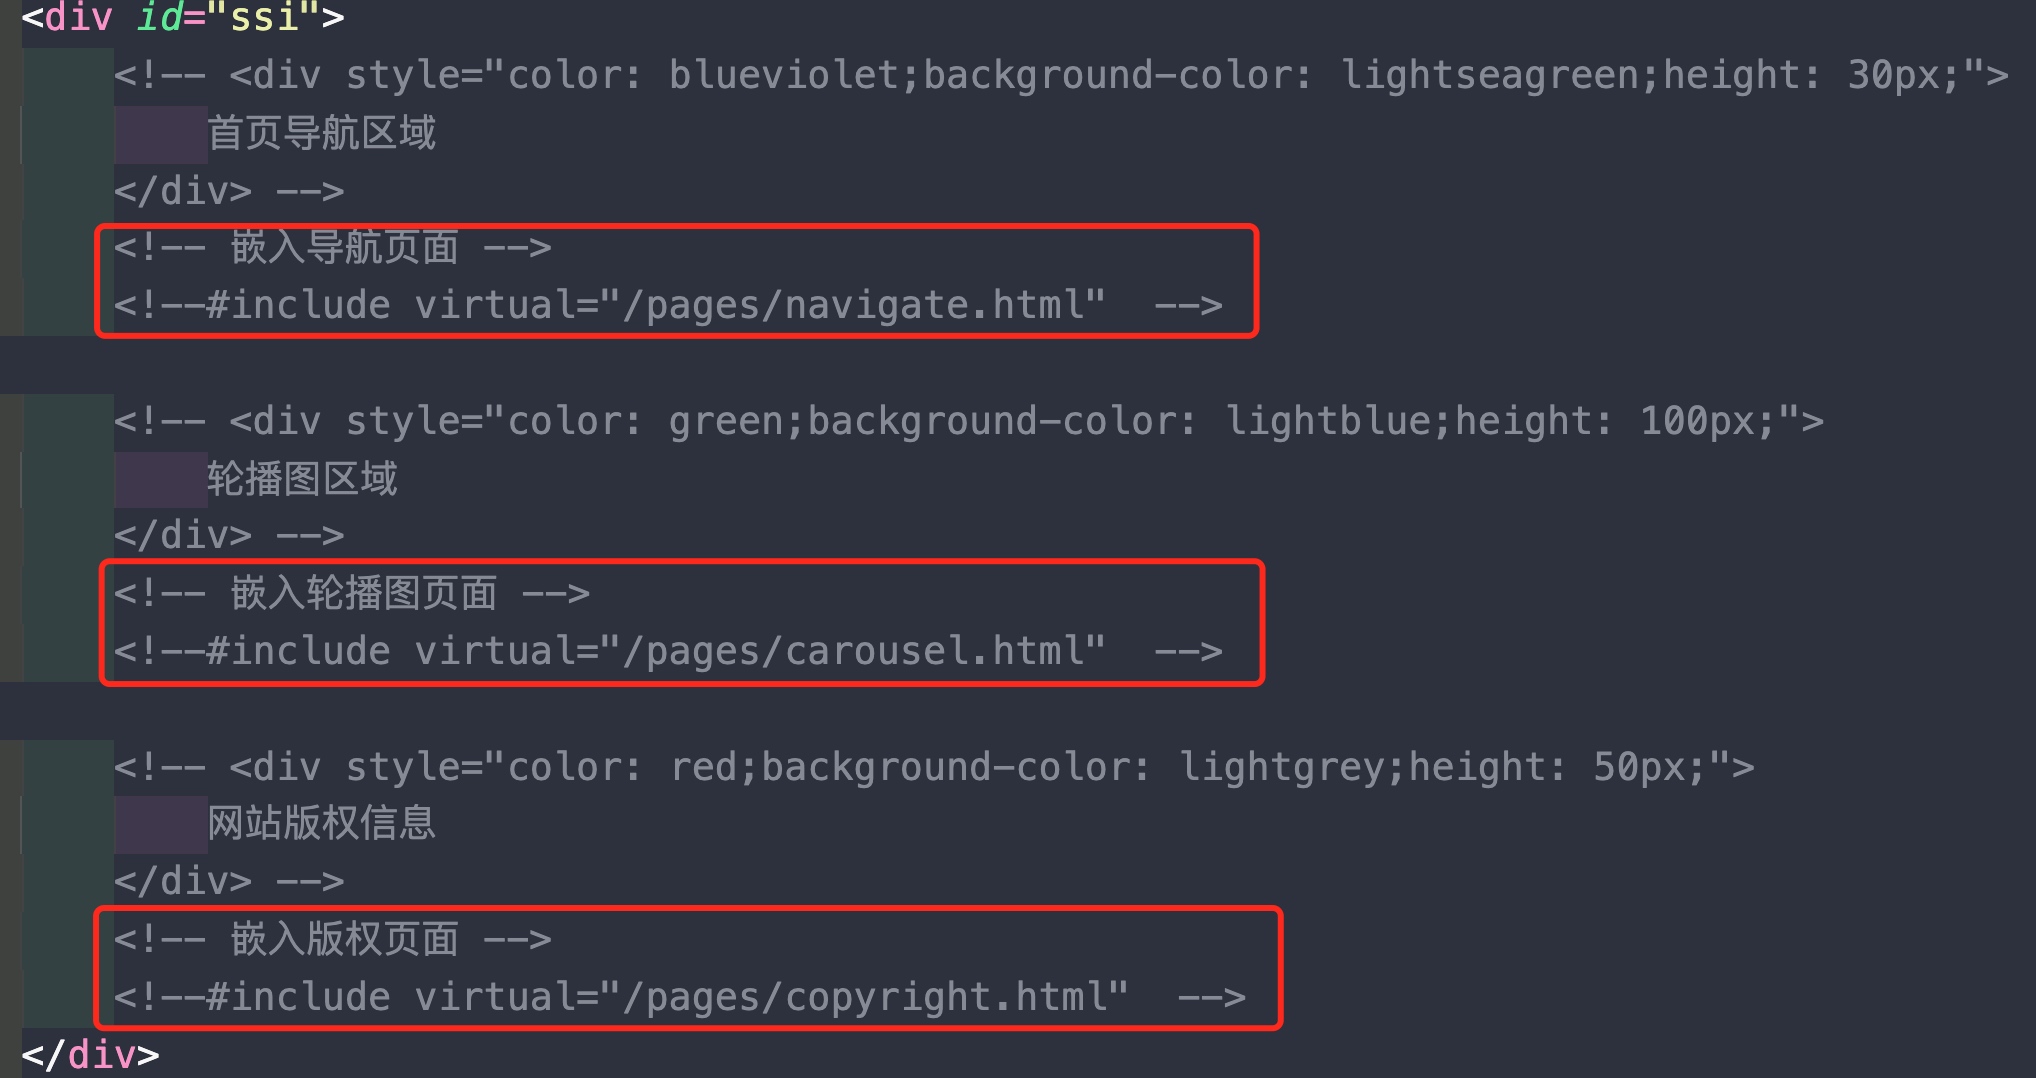 <div id="ssi">
<!-- <div style="color: blueviolet;background-color: lightseagreen;height: 30px;">
首页导航区域
</div> -->
<!-- 嵌入导航页面 -->
<!--#include virtual="/pages/navigate.html"  -->
<!-- <div style="color: green;background-color: lightblue;height: 100px;">
轮播图区域
</div> -->
<!-- 嵌入轮播图页面 -->
<!--#include virtual="/pages/carousel.html"  -->
<!-- <div style="color: red;background-color: lightgrey;height: 50px;">
网站版权信息
</div> -->
<!-- 嵌入版权页面 -->
<!--#include virtual="/pages/copyright.html"  -->
</div>